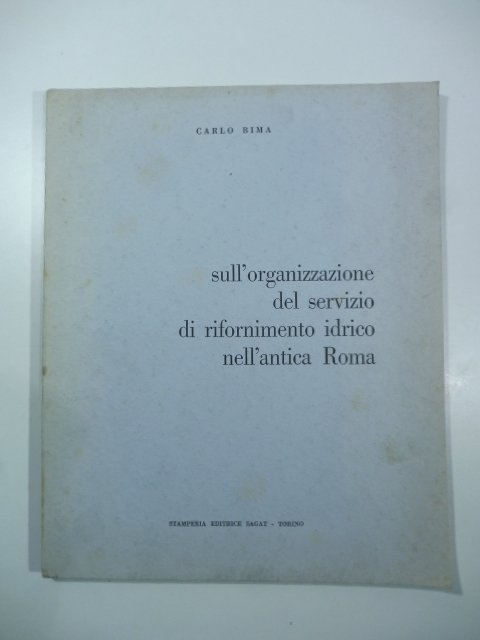 CARLO BIMA
sull'organizzazione
del servizio
di rifornimento idrico
nell'antica Roma
STAMPERIA EDITRICE SAGAT - TORINO